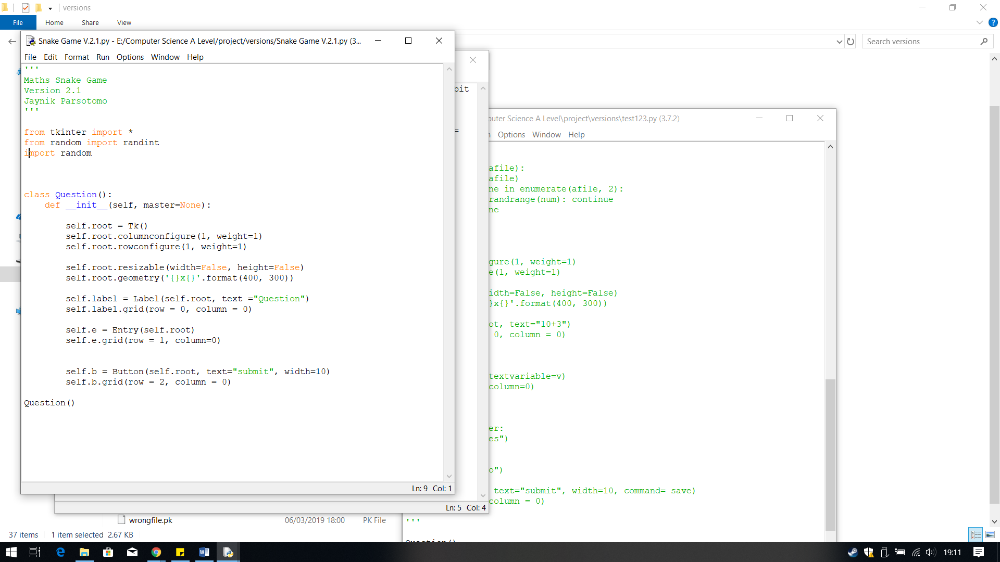 versions
File Home Share View
Snake Game V.2.1.py - E:/Computer Science A Level/project/versions/Snake Game V.2.1.py (3...
Search versions
File Edit Format Run Options Window Help
'''
Maths Snake Game
Version 2.1
Jaynik Parsotomo
'''
from tkinter import *
from random import randint
import random
class Question():
def __init__(self, master=None):
self.root = Tk()
self.root.columnconfigure(1, weight=1)
self.root.rowconfigure(1, weight=1)
self.root.resizable(width=False, height=False)
self.root.geometry('{}x{}'.format(400, 300))
self.label = Label(self.root, text ="Question")
self.label.grid(row = 0, column = 0)
self.e = Entry(self.root)
self.e.grid(row = 1, column=0)
self.b = Button(self.root, text="submit", width=10)
self.b.grid(row = 2, column = 0)
Question()
Ln: 9 Col: 1
bit
=
Ln: 5 Col: 4
puter Science A Level\project\versions\test123.py (3.7.2)
Options Window Help
afile):
afile)
ne in enumerate(afile, 2):
randrange(num): continue
ne
gure(1, weight=1)
e(1, weight=1)
idth=False, height=False)
}x{}'.format(400, 300))
ot, text="10+3")
0, column = 0)
textvariable=v)
column=0)
er:
es")
o")
text="submit", width=10, command= save)
column = 0)
'''
Question()
wrongfile.pk 06/03/2019 18:00 PK File
37 items 1 item selected 2.67 KB
19:11